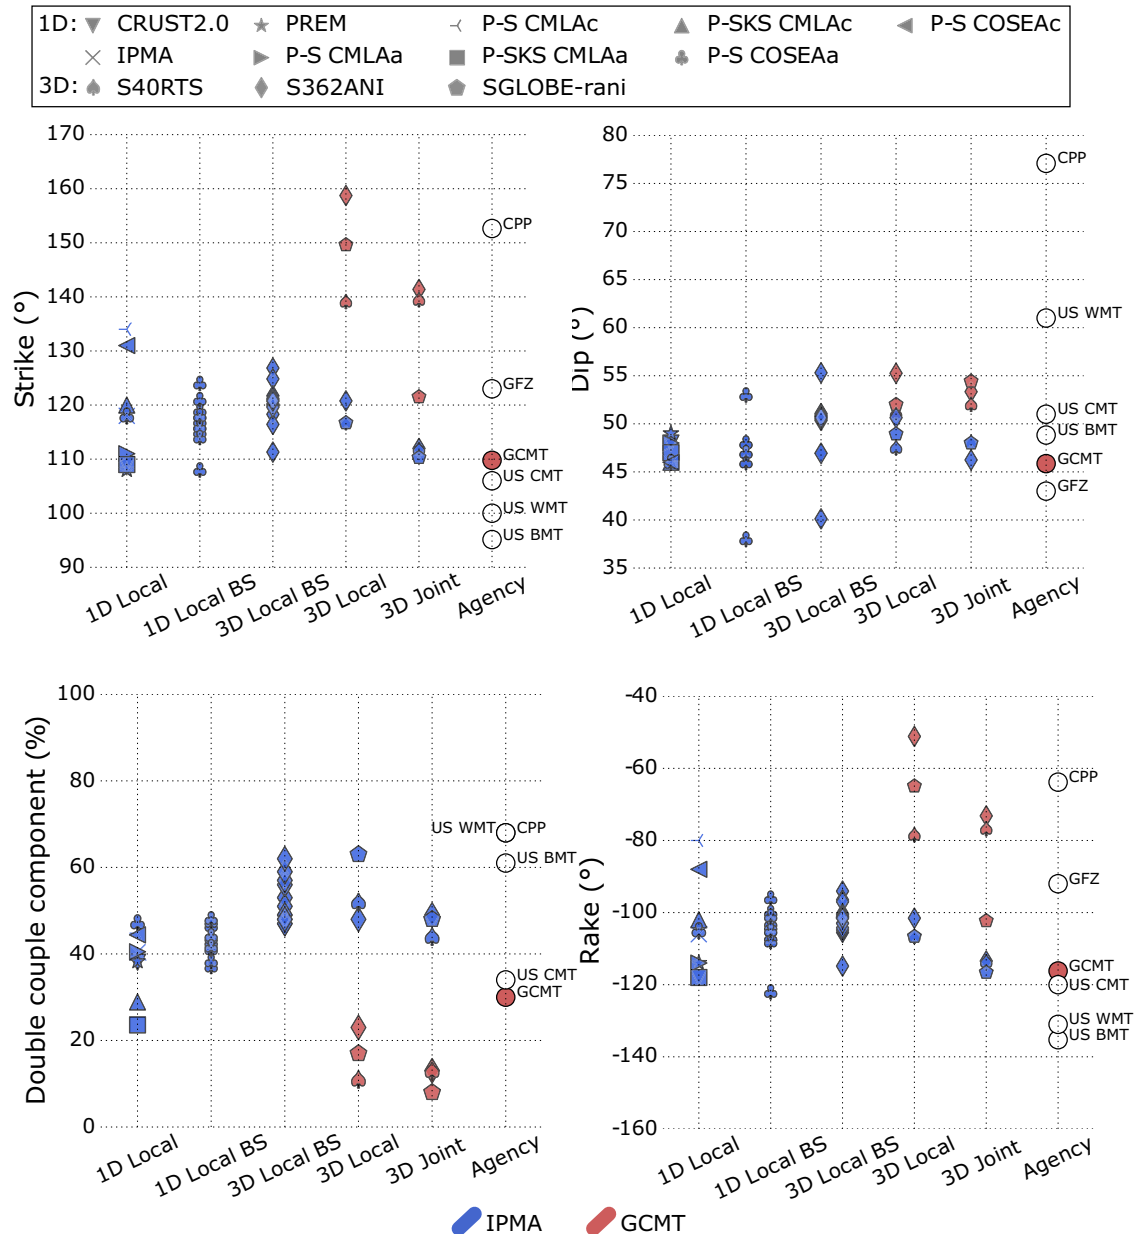 1D: CRUST2.0 PREM P-S CMLAc P-SKS CMLAc P-S COSEAc
IPMA P-S CMLAa P-SKS CMLAa P-S COSEAa
3D: S40RTS S362ANI SGLOBE-rani
Strike (°)
170
160
150
140
130
120
110
100
90
CPP
GFZ
GCMT
US CMT
US WMT
US BMT
1D Local
1D Local BS
3D Local BS
3D Local
3D Joint
Agency
Dip (°)
80
75
70
65
60
55
50
45
40
35
CPP
US WMT
US CMT
US BMT
GCMT
GFZ
1D Local
1D Local BS
3D Local BS
3D Local
3D Joint
Agency
Double couple component (%)
100
80
60
40
20
0
US WMT CPP
US BMT
US CMT
GCMT
1D Local
1D Local BS
3D Local BS
3D Local
3D Joint
Agency
Rake (°)
-40
-60
-80
-100
-120
-140
-160
CPP
GFZ
GCMT
US CMT
US WMT
US BMT
1D Local
1D Local BS
3D Local BS
3D Local
3D Joint
Agency
IPMA GCMT